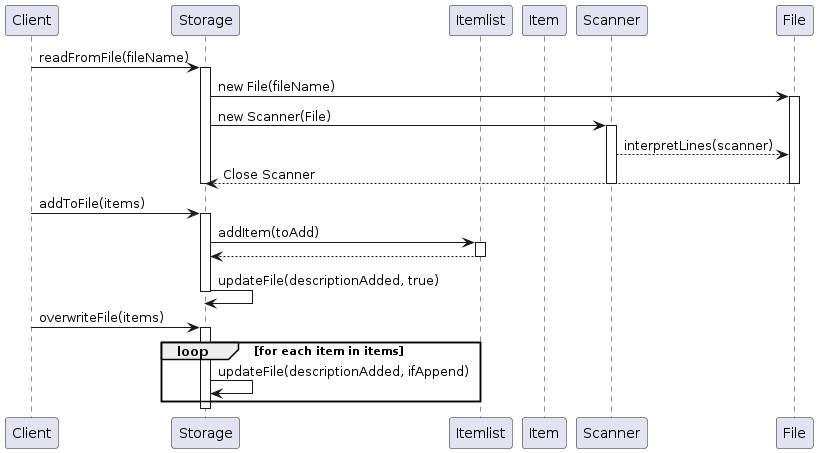 Client Storage Itemlist Item Scanner File
readFromFile(fileName)
new File(fileName)
new Scanner(File)
interpretLines(scanner)
Close Scanner
addToFile(items)
addItem(toAdd)
updateFile(descriptionAdded, true)
overwriteFile(items)
loop [for each item in items]
updateFile(descriptionAdded, ifAppend)
Client Storage Itemlist Item Scanner File